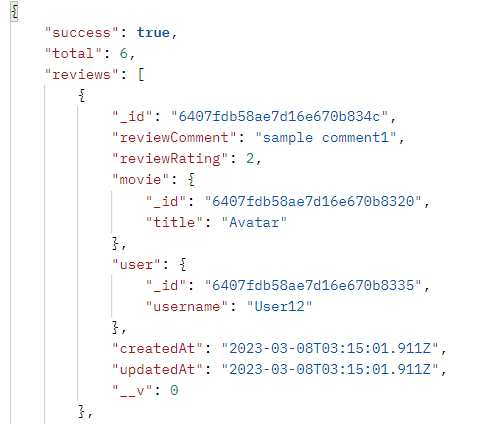 {
"success": true,
"total": 6,
"reviews": [
{
"_id": "6407fdb58ae7d16e670b834c",
"reviewComment": "sample comment1",
"reviewRating": 2,
"movie": {
"_id": "6407fdb58ae7d16e670b8320",
"title": "Avatar"
},
"user": {
"_id": "6407fdb58ae7d16e670b8335",
"username": "User12"
},
"createdAt": "2023-03-08T03:15:01.911Z",
"updatedAt": "2023-03-08T03:15:01.911Z",
"__v": 0
},